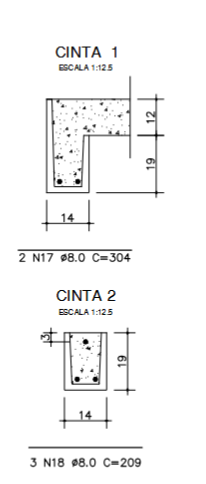 CINTA 1
ESCALA 1:12.5
12
19
14
2 N17 ø8.0 C=304
CINTA 2
ESCALA 1:12.5
3
19
14
3 N18 ø8.0 C=209